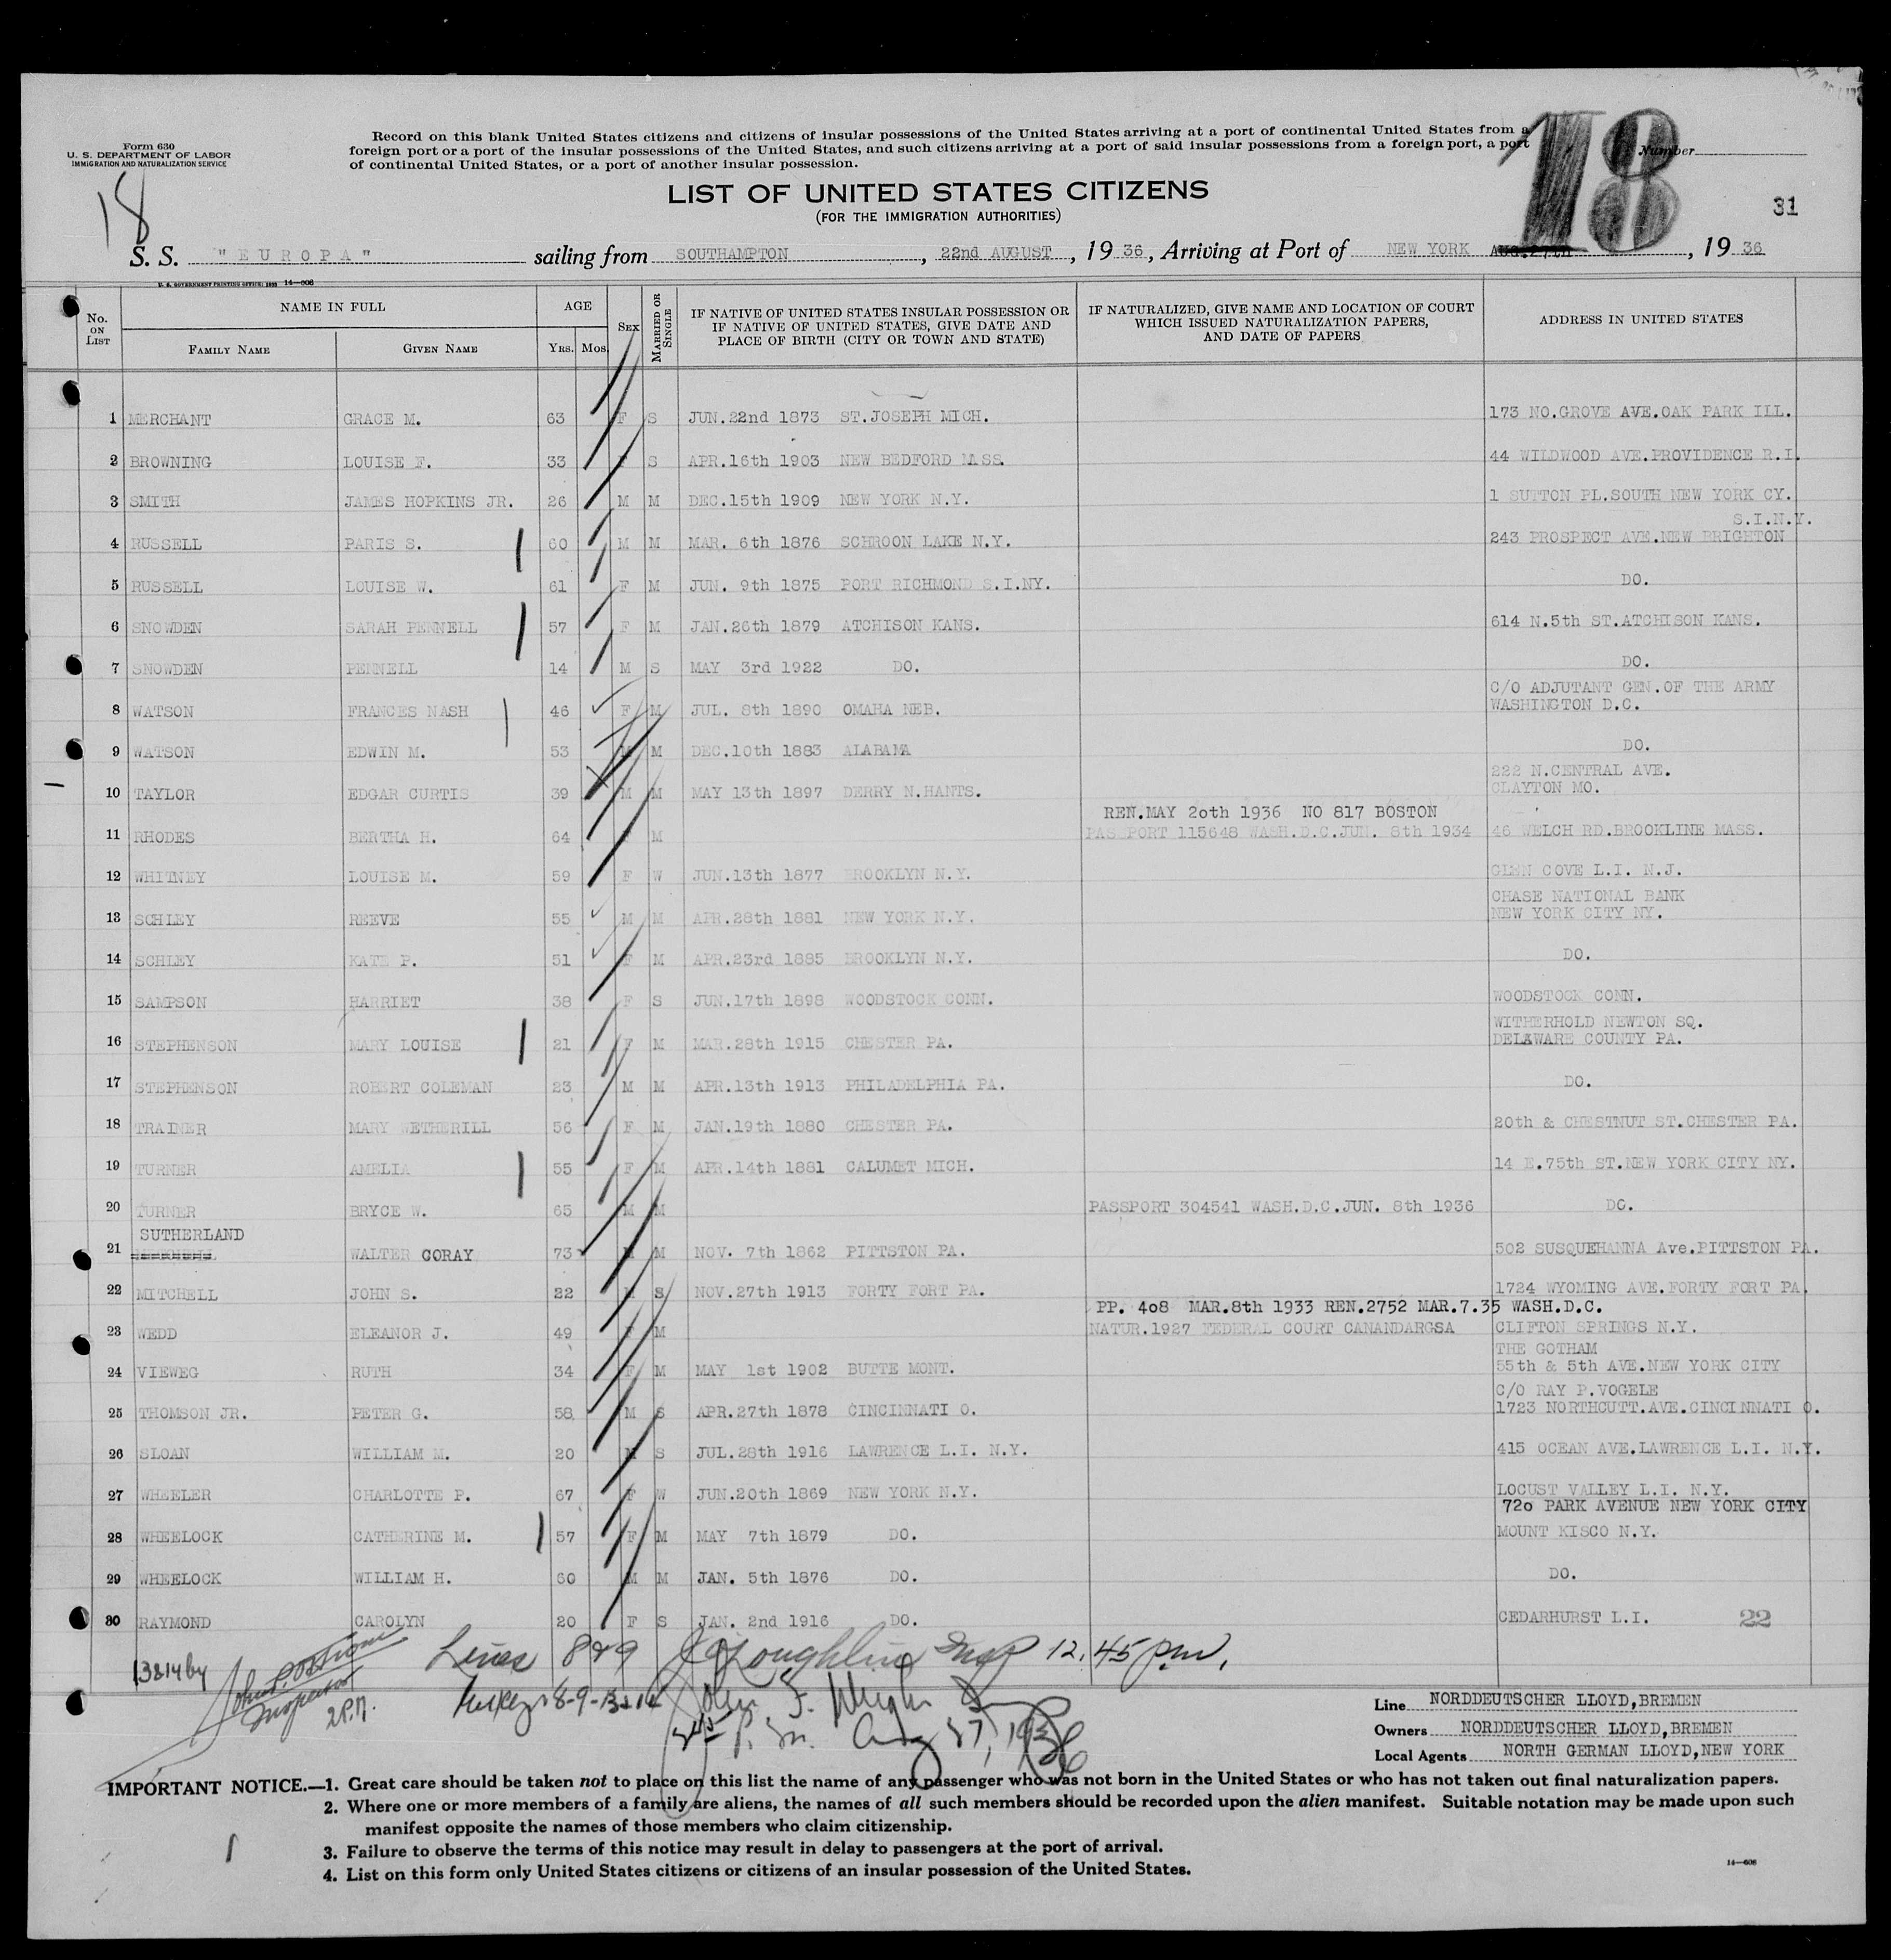 Form 630
U. S. DEPARTMENT OF LABOR
IMMIGRATION AND NATURALIZATION SERVICE
Record on this blank United States citizens and citizens of insular possessions of the United States arriving at a port of continental United States from a
foreign port or a port of the insular possessions of the United States, and such citizens arriving at a port of said insular possessions from a foreign port, a port
of continental United States, or a port of another insular possession.
18
Number
18
LIST OF UNITED STATES CITIZENS
(FOR THE IMMIGRATION AUTHORITIES)
31
S. S. "EUROPA" sailing from SOUTHAMPTON, 22nd AUGUST, 19 36, Arriving at Port of NEW YORK AUG.27th, 19 36
U. S. GOVERNMENT PRINTING OFFICE: 1935 14—608
No. ON LIST NAME IN FULL AGE SEX MARRIED OR SINGLE IF NATIVE OF UNITED STATES INSULAR POSSESSION OR IF NATIVE OF UNITED STATES, GIVE DATE AND PLACE OF BIRTH (CITY OR TOWN AND STATE) IF NATURALIZED, GIVE NAME AND LOCATION OF COURT WHICH ISSUED NATURALIZATION PAPERS, AND DATE OF PAPERS ADDRESS IN UNITED STATES
FAMILY NAME GIVEN NAME YRS. MOS.
1 MERCHANT GRACE M. 63 F S JUN.22nd 1873 ST.JOSEPH MICH. 173 NO.GROVE AVE.OAK PARK ILL.
2 BROWNING LOUISE F. 33 F S APR.16th 1903 NEW BEDFORD MASS. 44 WILDWOOD AVE.PROVIDENCE R.I.
3 SMITH JAMES HOPKINS JR. 26 M M DEC.15th 1909 NEW YORK N.Y. 1 SUTTON PL.SOUTH NEW YORK CY.
S.I.N.Y.
4 RUSSELL PARIS S. 60 M M MAR. 6th 1876 SCHROON LAKE N.Y. 243 PROSPECT AVE.NEW BRIGHTON
5 RUSSELL LOUISE W. 61 F M JUN. 9th 1875 PORT RICHMOND S.I.NY. DO.
6 SNOWDEN SARAH PENNELL 57 F M JAN.26th 1879 ATCHISON KANS. 614 N.5th ST.ATCHISON KANS.
7 SNOWDEN PENNELL 14 M S MAY 3rd 1922 DO. DO.
C/O ADJUTANT GEN.OF THE ARMY
8 WATSON FRANCES NASH 46 F M JUL. 8th 1890 OMAHA NEB. WASHINGTON D.C.
9 WATSON EDWIN M. 53 M M DEC.10th 1883 ALABAMA DO.
222 N.CENTRAL AVE.
10 TAYLOR EDGAR CURTIS 39 M M MAY 13th 1897 DERRY N.HANTS. CLAYTON MO.
REN.MAY 2oth 1936 NO 817 BOSTON
11 RHODES BERTHA H. 64 F M PASSPORT 115648 WASH.D.C.JUN. 8th 1934 46 WELCH RD.BROOKLINE MASS.
12 WHITNEY LOUISE M. 59 F W JUN.13th 1877 BROOKLYN N.Y. GLEN COVE L.I. N.J.
CHASE NATIONAL BANK
13 SCHLEY REEVE 55 M M APR.28th 1881 NEW YORK N.Y. NEW YORK CITY NY.
14 SCHLEY KATE P. 51 F M APR.23rd 1885 BROOKLYN N.Y. DO.
15 SAMPSON HARRIET 38 F S JUN.17th 1898 WOODSTOCK CONN. WOODSTOCK CONN.
WITHERHOLD NEWTON SQ.
16 STEPHENSON MARY LOUISE 21 F M MAR.28th 1915 CHESTER PA. DELAWARE COUNTY PA.
17 STEPHENSON ROBERT COLEMAN 23 M M APR.13th 1913 PHILADELPHIA PA. DO.
18 TRAINER MARY WETHERILL 56 F M JAN.19th 1880 CHESTER PA. 20th & CHESTNUT ST.CHESTER PA.
19 TURNER AMELIA 55 F M APR.14th 1881 CALUMET MICH. 14 E.75th ST.NEW YORK CITY NY.
20 TURNER BRYCE W. 65 M M PASSPORT 304541 WASH.D.C.JUN. 8th 1936 DO.
SUTHERLAND
21 WALTER CORAY 73 M M NOV. 7th 1862 PITTSTON PA. 502 SUSQUEHANNA Ave.PITTSTON PA.
22 MITCHELL JOHN S. 22 M S NOV.27th 1913 FORTY FORT PA. 1724 WYOMING AVE.FORTY FORT PA.
PP. 4o8 MAR.8th 1933 REN.2752 MAR.7.35 WASH.D.C.
23 WEDD ELEANOR J. 49 F M NATUR.1927 FEDERAL COURT CANANDARGSA CLIFTON SPRINGS N.Y.
THE GOTHAM
24 VIEWEG RUTH 34 F M MAY 1st 1902 BUTTE MONT. 55th & 5th AVE.NEW YORK CITY
C/O RAY P.VOGELE
25 THOMSON JR. PETER G. 58 M S APR.27th 1878 CINCINNATI O. 1723 NORTHCUTT.AVE.CINCINNATI O.
26 SLOAN WILLIAM M. 20 M S JUL.28th 1916 LAWRENCE L.I. N.Y. 415 OCEAN AVE.LAWRENCE L.I. N.Y.
27 WHEELER CHARLOTTE P. 67 F W JUN.20th 1869 NEW YORK N.Y. LOCUST VALLEY L.I. N.Y.
72o PARK AVENUE NEW YORK CITY
28 WHEELOCK CATHERINE M. 57 F M MAY 7th 1879 DO. MOUNT KISCO N.Y.
29 WHEELOCK WILLIAM H. 60 M M JAN. 5th 1876 DO. DO.
30 RAYMOND CAROLYN 20 F S JAN. 2nd 1916 DO. CEDARHURST L.I. 22
Lines 8&9 J O'Loughlin Insp 12,45 pm.
13&14 by
Inspector
2 P.M.
8-9-13-14 John F.
245 P. m. Aug 27, 1936
Line NORDDEUTSCHER LLOYD,BREMEN
Owners NORDDEUTSCHER LLOYD,BREMEN
Local Agents NORTH GERMAN LLOYD,NEW YORK
IMPORTANT NOTICE.—1. Great care should be taken not to place on this list the name of any passenger who was not born in the United States or who has not taken out final naturalization papers.
2. Where one or more members of a family are aliens, the names of all such members should be recorded upon the alien manifest. Suitable notation may be made upon such
manifest opposite the names of those members who claim citizenship.
3. Failure to observe the terms of this notice may result in delay to passengers at the port of arrival.
4. List on this form only United States citizens or citizens of an insular possession of the United States.
14—608